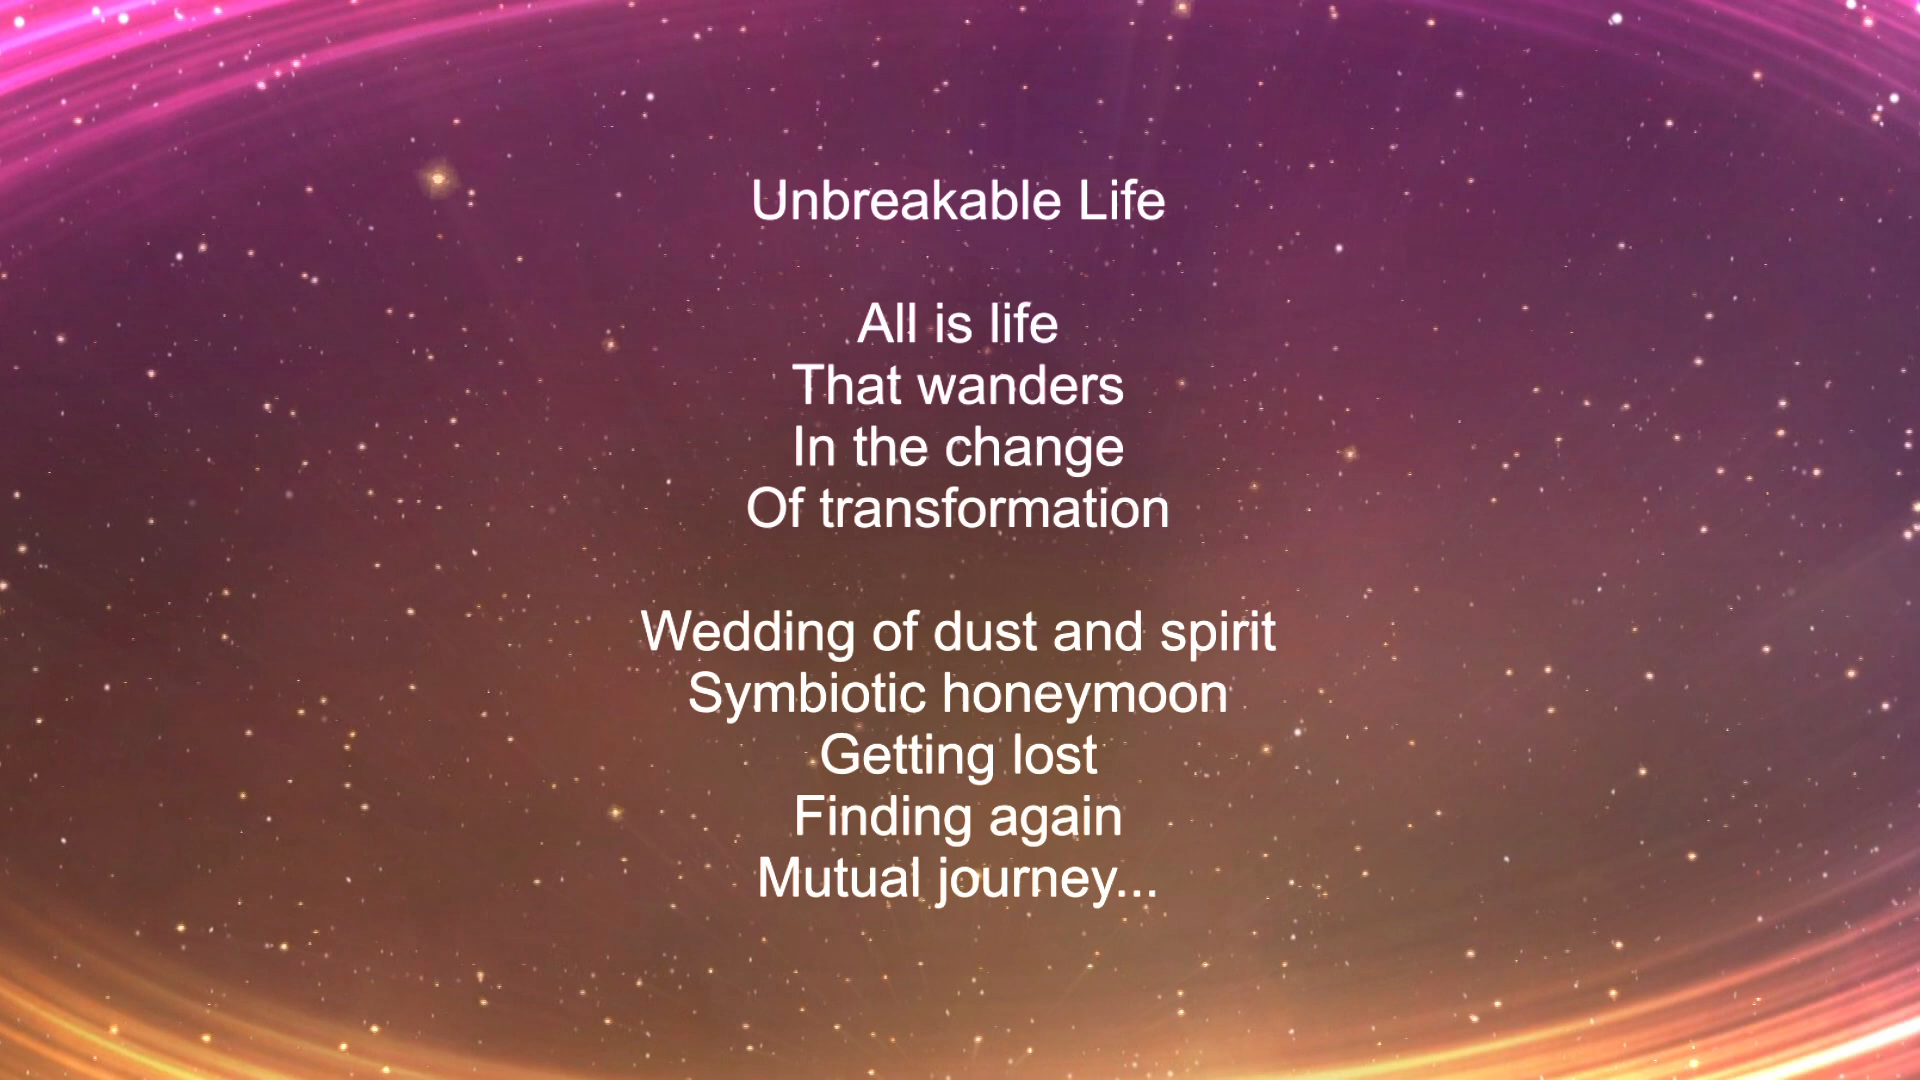 Unbreakable Life
All is life
That wanders
In the change
Of transformation
Wedding of dust and spirit
Symbiotic honeymoon
Getting lost
Finding again
Mutual journey...